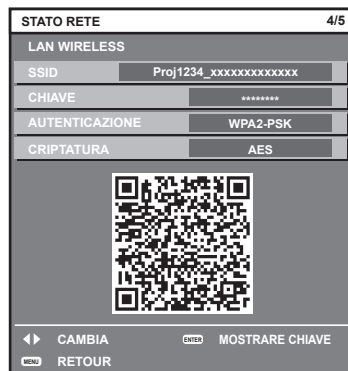 STATO RETE 4/5
LAN WIRELESS
SSID Proj1234_xxxxxxxxxxxxx
CHIAVE ********
AUTENTICAZIONE WPA2-PSK
CRIPTATURA AES
CAMBIA ENTER MOSTRARE CHIAVE
MENU RETOUR